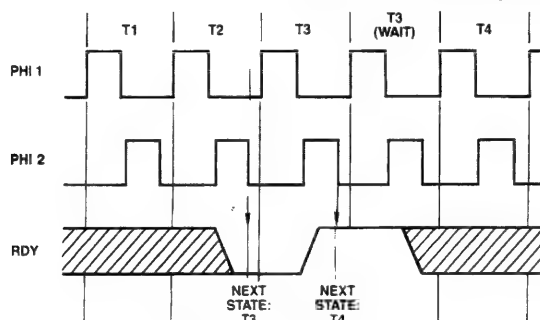 T1 T2 T3 T3 T4
(WAIT)
PHI 1
PHI 2
RDY
NEXT NEXT
STATE: STATE:
T3 T4